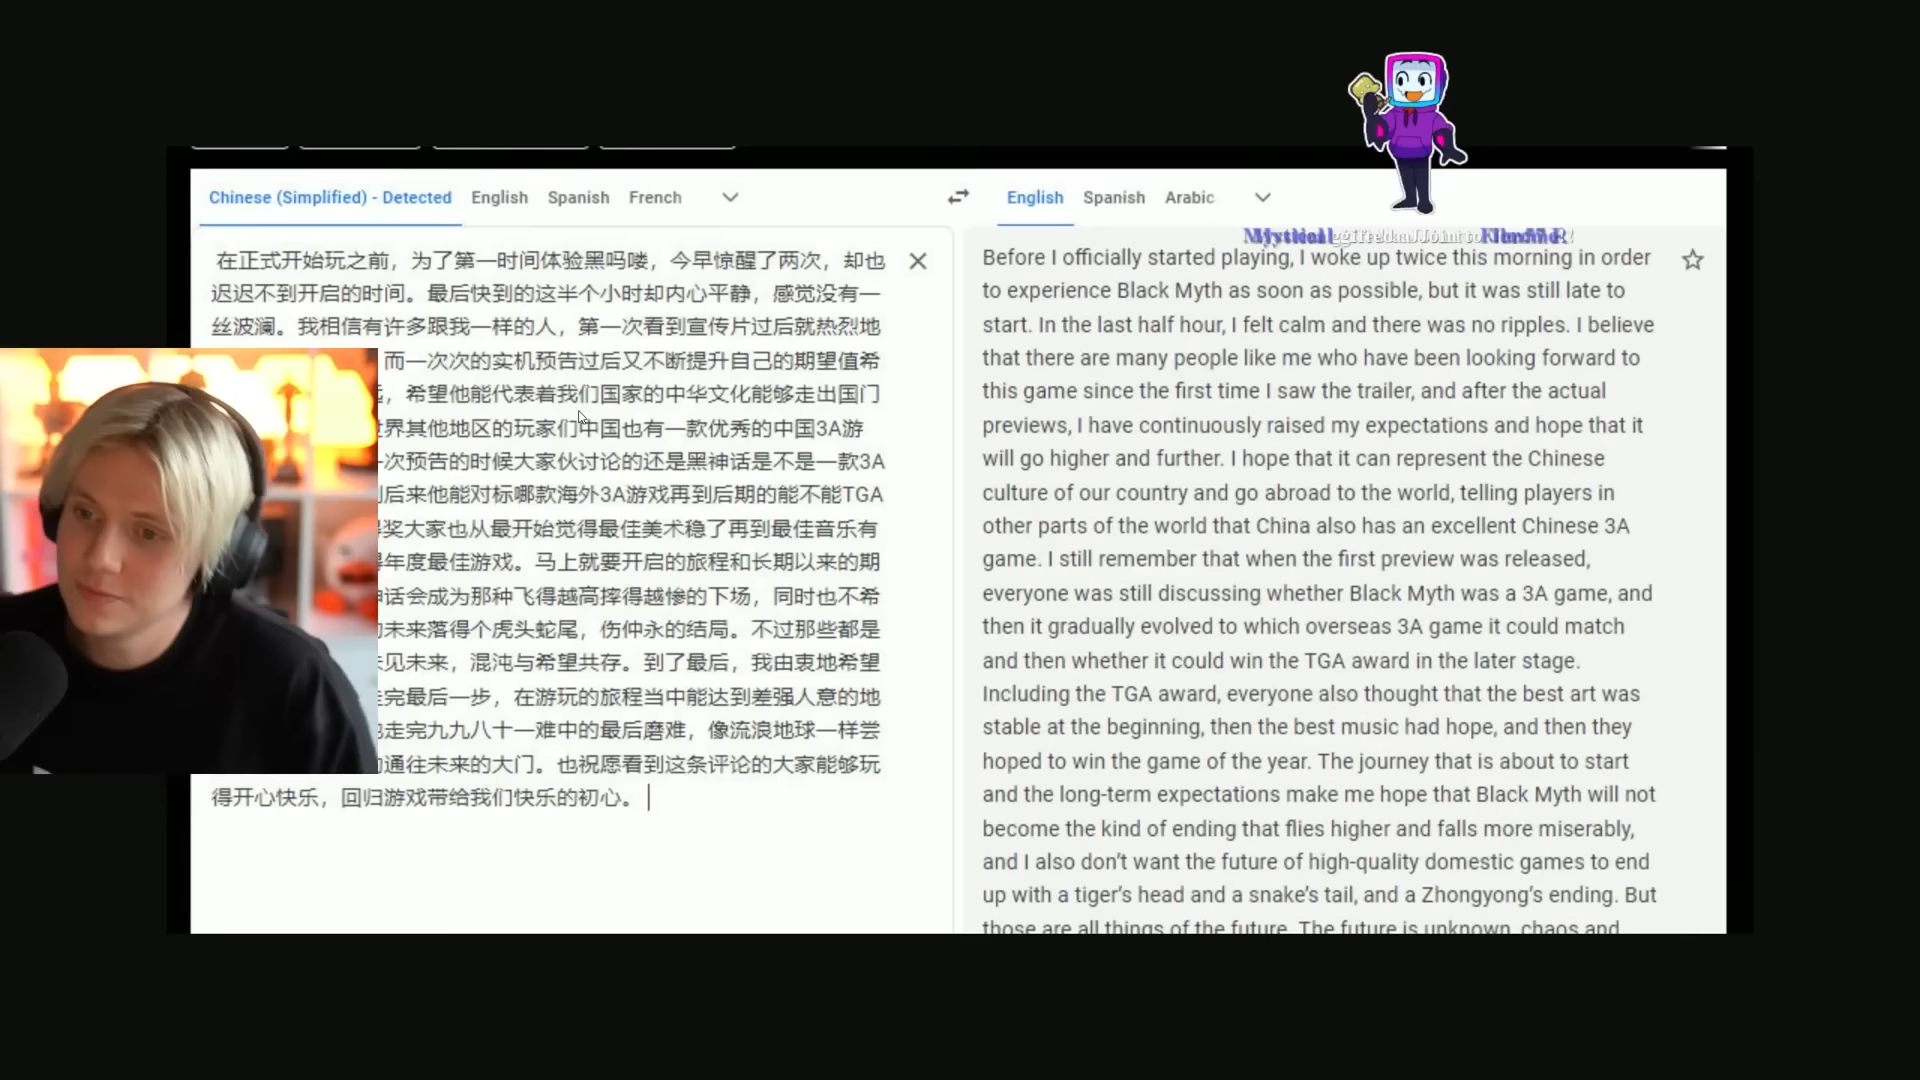 Chinese (Simplified) - Detected English Spanish French
English Spanish Arabic
在正式开始玩之前，为了第一时间体验黑吗喽，今早惊醒了两次，却也
迟迟不到开启的时间。最后快到的这半个小时却内心平静，感觉没有一
丝波澜。我相信有许多跟我一样的人，第一次看到宣传片过后就热烈地
而一次次的实机预告过后又不断提升自己的期望值希
，希望他能代表着我们国家的中华文化能够走出国门
界其他地区的玩家们中国也有一款优秀的中国3A游
次预告的时候大家伙讨论的还是黑神话是不是一款3A
后来他能对标哪款海外3A游戏再到后期的能不能TGA
奖大家也从最开始觉得最佳美术稳了再到最佳音乐有
年度最佳游戏。马上就要开启的旅程和长期以来的期
话会成为那种飞得越高摔得越惨的下场，同时也不希
未来落得个虎头蛇尾，伤仲永的结局。不过那些都是
见未来，混沌与希望共存。到了最后，我由衷地希望
完最后一步，在游玩的旅程当中能达到差强人意的地
走完九九八十一难中的最后磨难，像流浪地球一样尝
通往未来的大门。也祝愿看到这条评论的大家能够玩
得开心快乐，回归游戏带给我们快乐的初心。
Mystical
Before I officially started playing, I woke up twice this morning in order
to experience Black Myth as soon as possible, but it was still late to
start. In the last half hour, I felt calm and there was no ripples. I believe
that there are many people like me who have been looking forward to
this game since the first time I saw the trailer, and after the actual
previews, I have continuously raised my expectations and hope that it
will go higher and further. I hope that it can represent the Chinese
culture of our country and go abroad to the world, telling players in
other parts of the world that China also has an excellent Chinese 3A
game. I still remember that when the first preview was released,
everyone was still discussing whether Black Myth was a 3A game, and
then it gradually evolved to which overseas 3A game it could match
and then whether it could win the TGA award in the later stage.
Including the TGA award, everyone also thought that the best art was
stable at the beginning, then the best music had hope, and then they
hoped to win the game of the year. The journey that is about to start
and the long-term expectations make me hope that Black Myth will not
become the kind of ending that flies higher and falls more miserably,
and I also don't want the future of high-quality domestic games to end
up with a tiger's head and a snake's tail, and a Zhongyong's ending. But
those are all things of the future. The future is unknown, chaos and